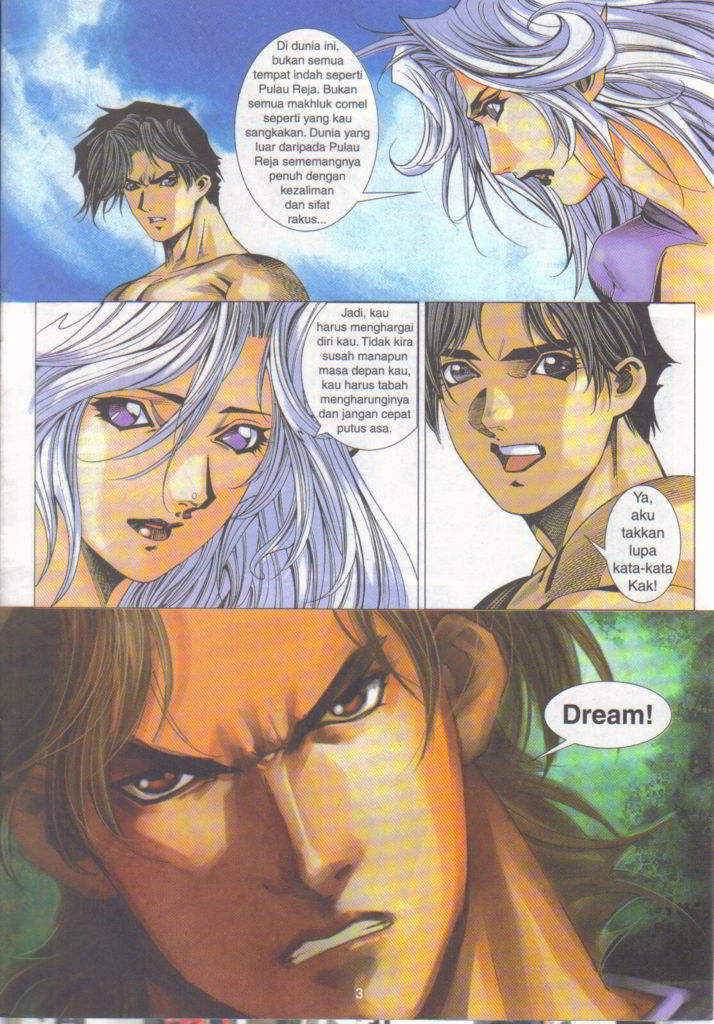 Di dunia ini,
bukan semua
tempat indah seperti
Pulau Reja. Bukan
semua makhluk comel
seperti yang kau
sangkakan. Dunia yang
luar daripada Pulau
Reja sememangnya
penuh dengan
kezaliman
dan sifat
rakus...
Jadi, kau
harus menghargai
diri kau. Tidak kira
susah manapun
masa depan kau,
kau harus tabah
mengharunginya
dan jangan cepat
putus asa.
Ya,
aku
takkan
lupa
kata-kata
Kak!
Dream!
3